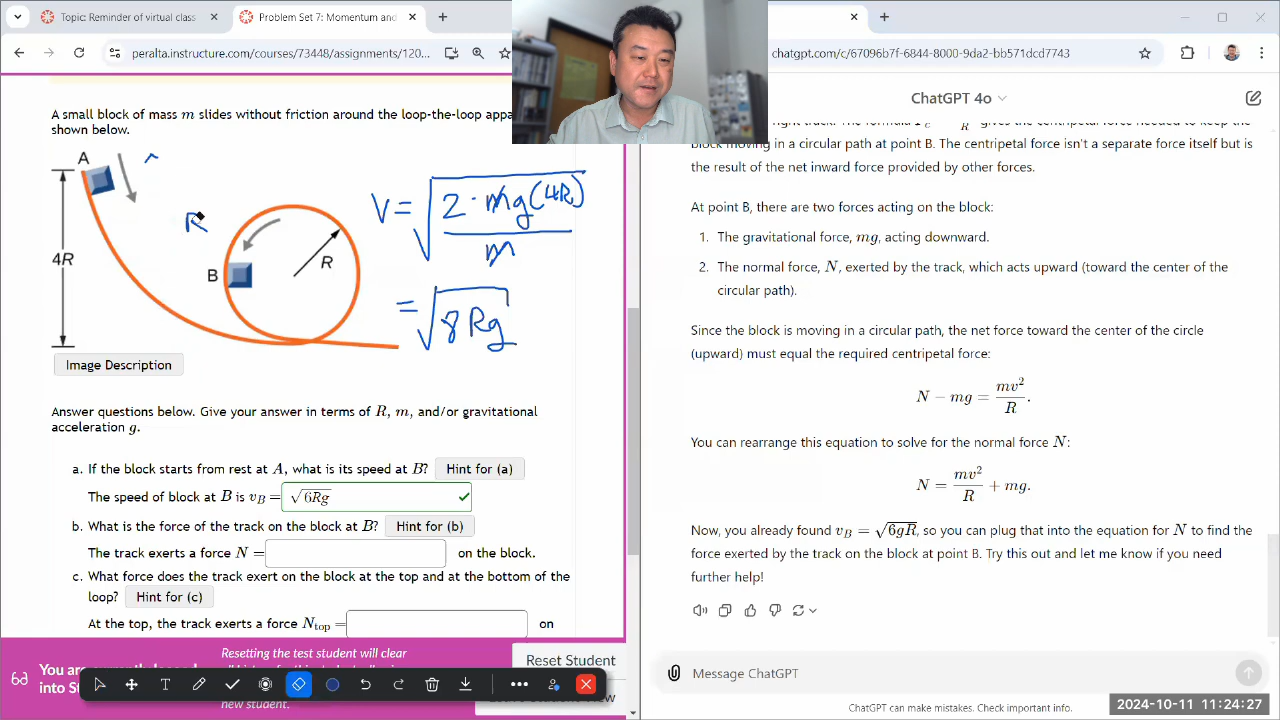 Topic: Reminder of virtual class
Problem Set 7: Momentum and
peralta.instructure.com/courses/73448/assignments/120...
chatgpt.com/c/67096b7f-6844-8000-9da2-bb571dcd7743
A small block of mass m slides without friction around the loop-the-loop appa
shown below.
A
4R
R
B
R
V = √(2·mg(4R)/m)
= √(8Rg)
Image Description
Answer questions below. Give your answer in terms of R, m, and/or gravitational
acceleration g.
a. If the block starts from rest at A, what is its speed at B? Hint for (a)
The speed of block at B is v_B = √(6Rg)
b. What is the force of the track on the block at B? Hint for (b)
The track exerts a force N = on the block.
c. What force does the track exert on the block at the top and at the bottom of the
loop? Hint for (c)
At the top, the track exerts a force N_top = on
Resetting the test student will clear
new student.
You are
into St
Reset Student
ChatGPT 4o
block moving in a circular path at point B. The centripetal force isn't a separate force itself but is
the result of the net inward force provided by other forces.
At point B, there are two forces acting on the block:
1. The gravitational force, mg, acting downward.
2. The normal force, N, exerted by the track, which acts upward (toward the center of the
circular path).
Since the block is moving in a circular path, the net force toward the center of the circle
(upward) must equal the required centripetal force:
N − mg = mv²/R.
You can rearrange this equation to solve for the normal force N:
N = mv²/R + mg.
Now, you already found v_B = √(6gR), so you can plug that into the equation for N to find the
force exerted by the track on the block at point B. Try this out and let me know if you need
further help!
Message ChatGPT
ChatGPT can make mistakes. Check important info.
2024-10-11 11:24:27